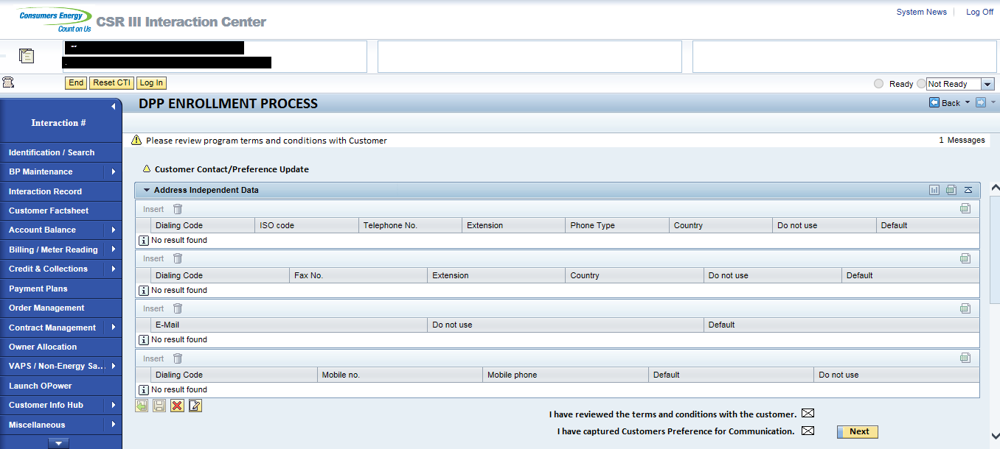 System News | Log Off
Consumers Energy
Count on Us
CSR III Interaction Center
End Reset CTI Log In
Ready Not Ready
DPP ENROLLMENT PROCESS
Back
Interaction #
Please review program terms and conditions with Customer
1 Messages
Identification / Search
BP Maintenance
Interaction Record
Customer Factsheet
Account Balance
Billing / Meter Reading
Credit & Collections
Payment Plans
Order Management
Contract Management
Owner Allocation
VAPS / Non-Energy Sa...
Launch OPower
Customer Info Hub
Miscellaneous
Customer Contact/Preference Update
Address Independent Data
Insert
Dialing Code ISO code Telephone No. Extension Phone Type Country Do not use Default
No result found
Insert
Dialing Code Fax No. Extension Country Do not use Default
No result found
Insert
E-Mail Do not use Default
No result found
Insert
Dialing Code Mobile no. Mobile phone Default Do not use
No result found
I have reviewed the terms and conditions with the customer.
I have captured Customers Preference for Communication.
Next